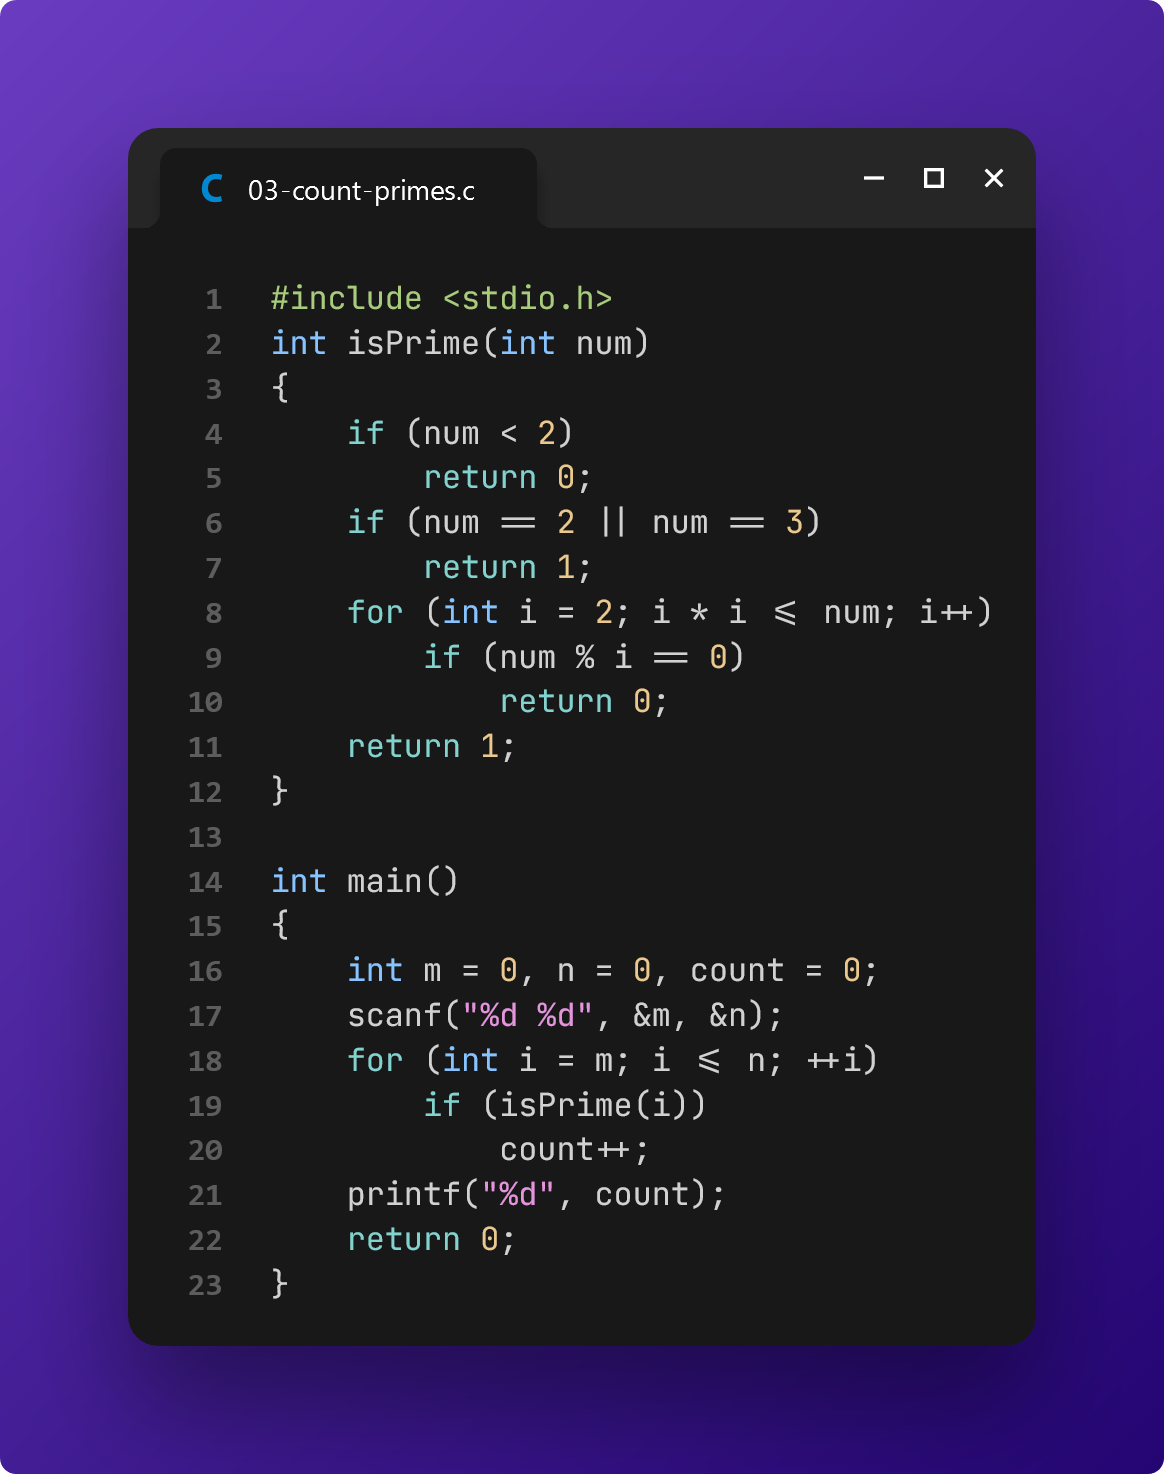 C 03-count-primes.c
1 #include <stdio.h>
2 int isPrime(int num)
3 {
4     if (num < 2)
5         return 0;
6     if (num == 2 || num == 3)
7         return 1;
8     for (int i = 2; i * i <= num; i++)
9         if (num % i == 0)
10             return 0;
11     return 1;
12 }
13
14 int main()
15 {
16     int m = 0, n = 0, count = 0;
17     scanf("%d %d", &m, &n);
18     for (int i = m; i <= n; ++i)
19         if (isPrime(i))
20             count++;
21     printf("%d", count);
22     return 0;
23 }